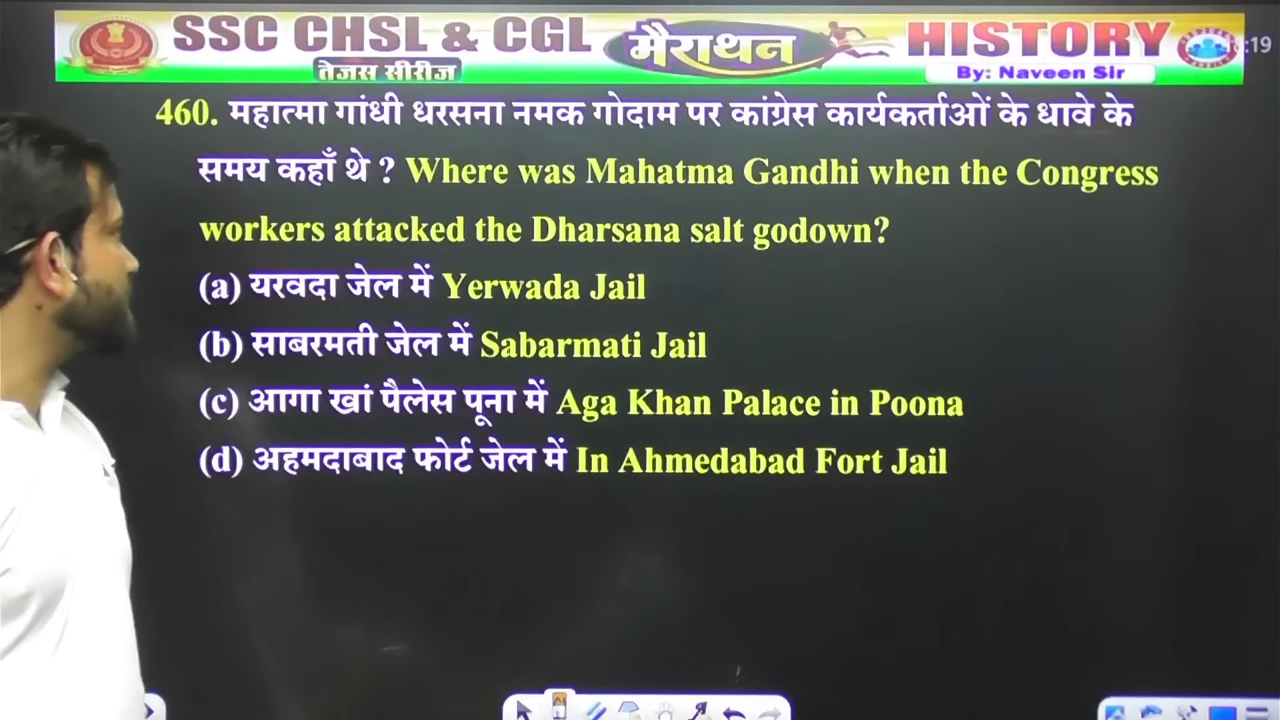 SSC CHSL & CGL मैराथन HISTORY
तेजस सीरीज
By: Naveen Sir
460. महात्मा गांधी धरसना नमक गोदाम पर कांग्रेस कार्यकर्ताओं के धावे के
समय कहाँ थे ? Where was Mahatma Gandhi when the Congress
workers attacked the Dharsana salt godown?
(a) यरवदा जेल में Yerwada Jail
(b) साबरमती जेल में Sabarmati Jail
(c) आगा खां पैलेस पूना में Aga Khan Palace in Poona
(d) अहमदाबाद फोर्ट जेल में In Ahmedabad Fort Jail